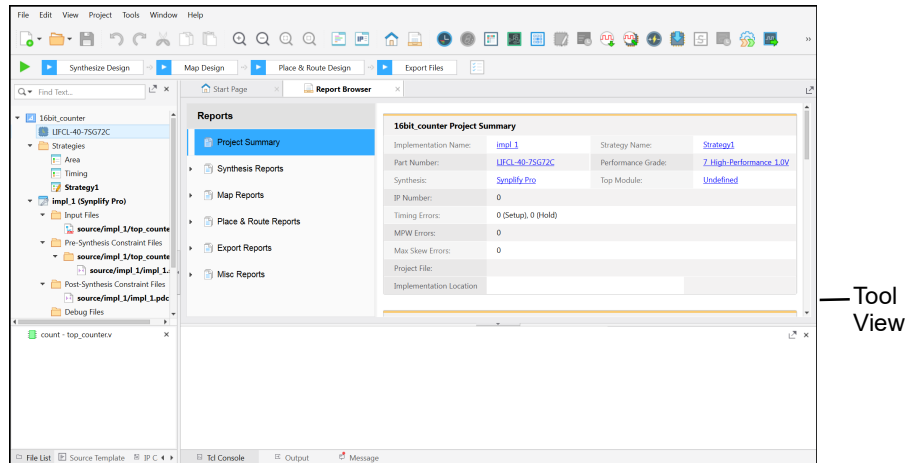 File Edit View Project Tools Window Help
Synthesize Design Map Design Place & Route Design Export Files
Find Text...
Start Page Report Browser
16bit_counter
LIFCL-40-7SG72C
Strategies
Area
Timing
Strategy1
impl_1 (Synplify Pro)
Input Files
source/impl_1/top_counte
Pre-Synthesis Constraint Files
source/impl_1/top_counte
source/impl_1/impl_1.
Post-Synthesis Constraint Files
source/impl_1/impl_1.pdc
Debug Files
Reports
Project Summary
Synthesis Reports
Map Reports
Place & Route Reports
Export Reports
Misc Reports
16bit_counter Project Summary
Implementation Name: impl_1 Strategy Name: Strategy1
Part Number: LIFCL-40-7SG72C Performance Grade: 7_High-Performance_1.0V
Synthesis: Synplify Pro Top Module: Undefined
IP Number: 0
Timing Errors: 0 (Setup), 0 (Hold)
MPW Errors: 0
Max Skew Errors: 0
Project File:
Implementation Location
Tool
View
count - top_counter.v
File List Source Template IP C
Tcl Console Output Message